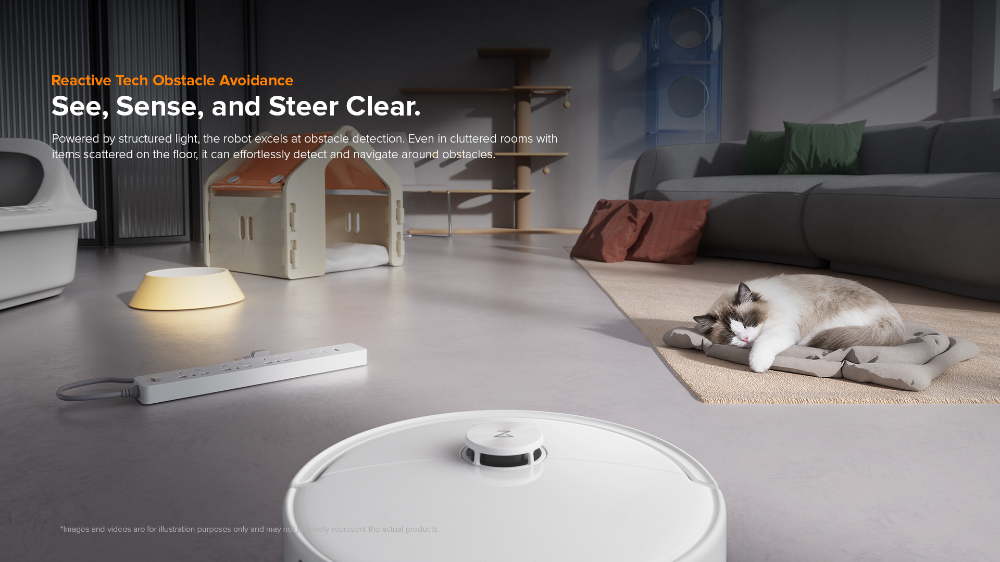 Reactive Tech Obstacle Avoidance
See, Sense, and Steer Clear.
Powered by structured light, the robot excels at obstacle detection. Even in cluttered rooms with
items scattered on the floor, it can effortlessly detect and navigate around obstacles.
*Images and videos are for illustration purposes only and may not precisely represent the actual products.